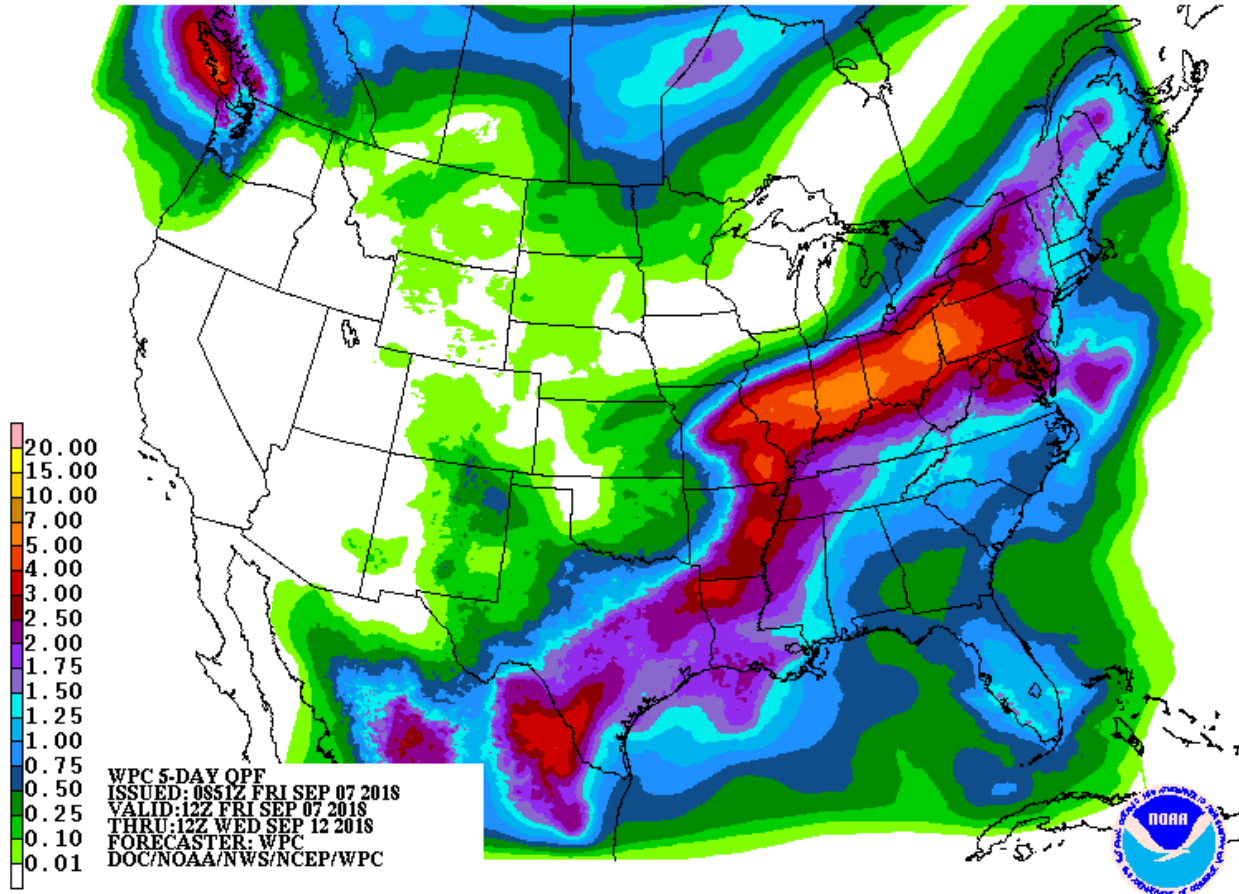 20.00
15.00
10.00
7.00
5.00
4.00
3.00
2.50
2.00
1.75
1.50
1.25
1.00
0.75
0.50
0.25
0.10
0.01
WPC 5-DAY QPF
ISSUED: 0851Z FRI SEP 07 2018
VALID:12Z FRI SEP 07 2018
THRU:12Z WED SEP 12 2018
FORECASTER: WPC
DOC/NOAA/NWS/NCEP/WPC
NOAA